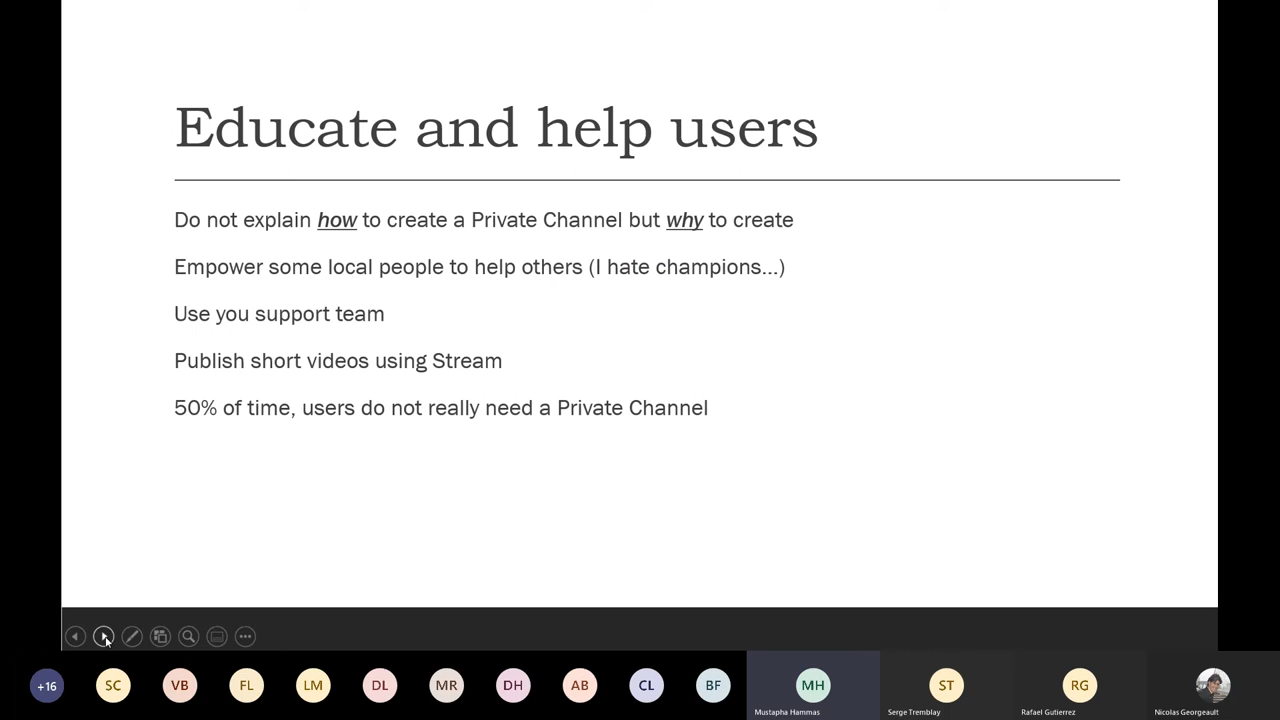 Educate and help users
Do not explain how to create a Private Channel but why to create
Empower some local people to help others (I hate champions...)
Use you support team
Publish short videos using Stream
50% of time, users do not really need a Private Channel
+16
SC
VB
FL
LM
DL
MR
DH
AB
CL
BF
MH
ST
RG
Mustapha Hammas
Serge Tremblay
Rafael Gutierrez
Nicolas Georgeault